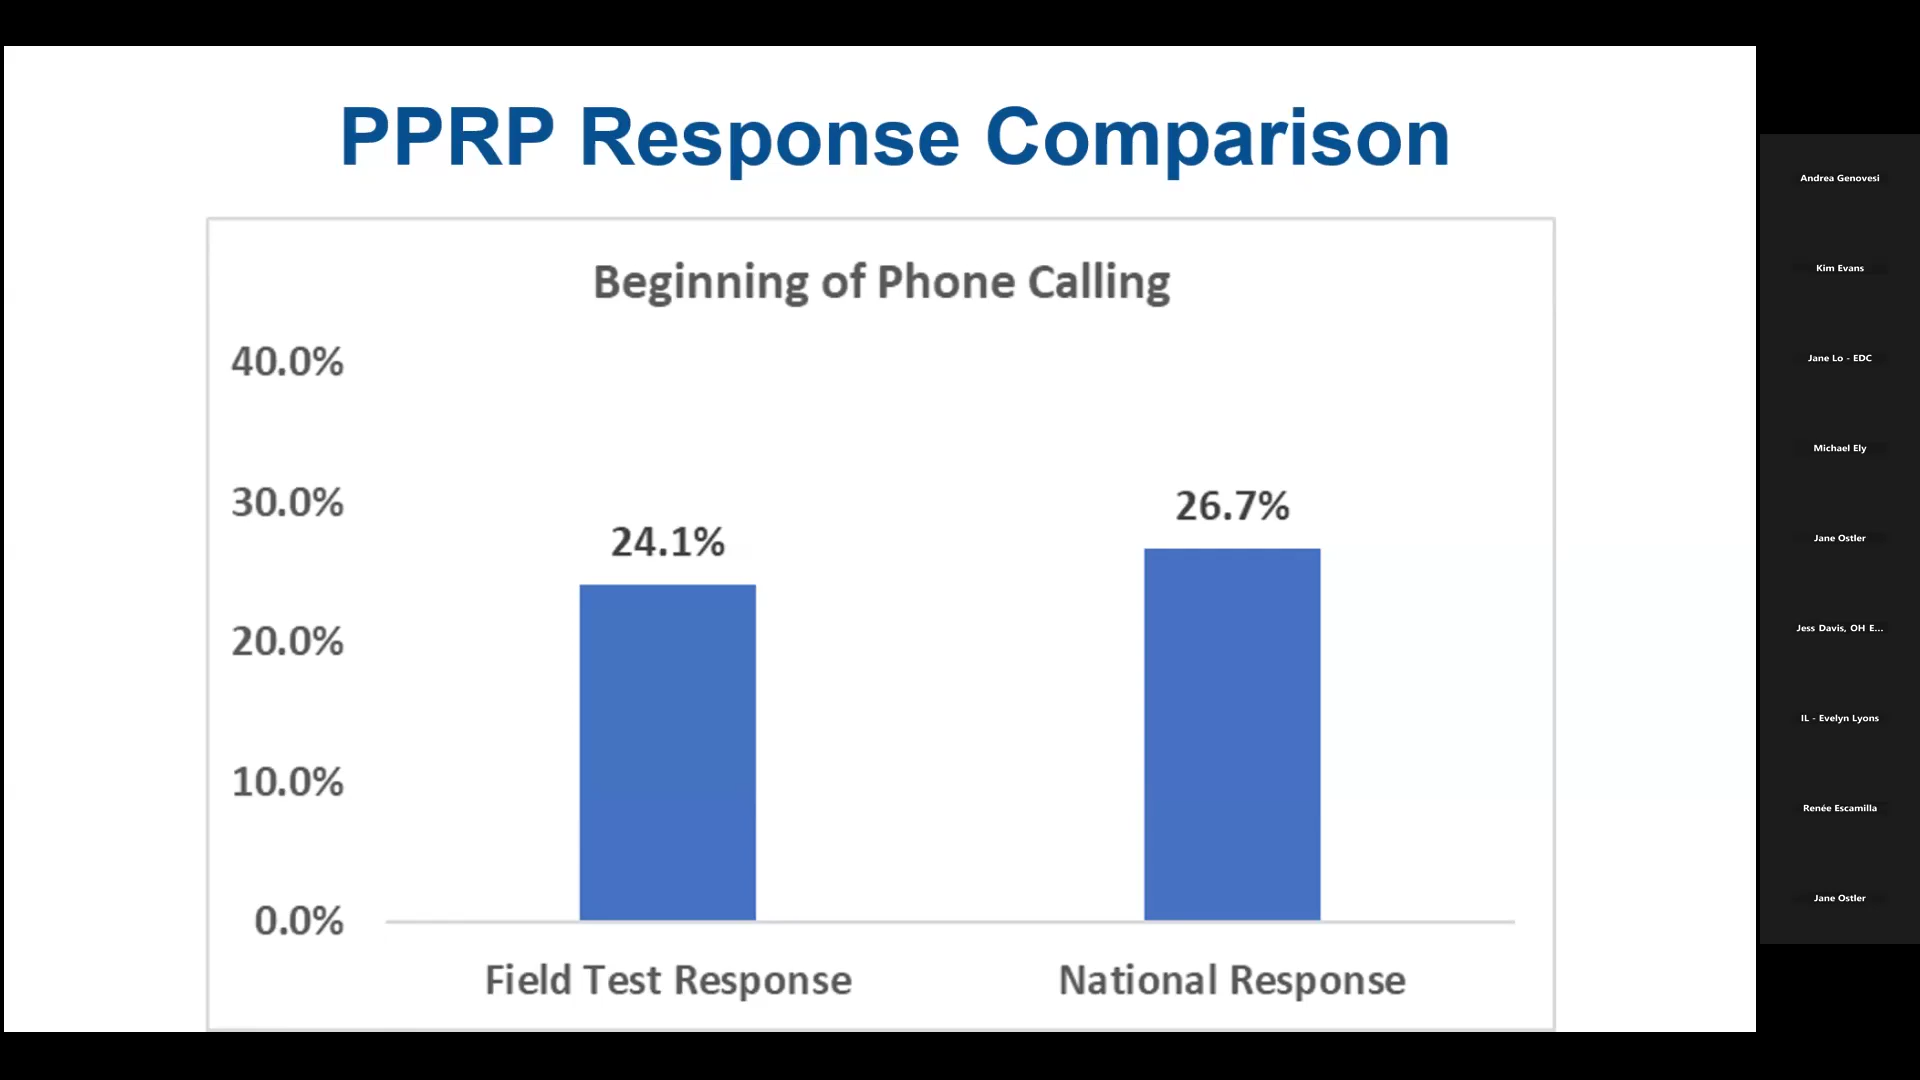 PPRP Response Comparison
Beginning of Phone Calling
40.0%
30.0%
20.0%
10.0%
0.0%
24.1%
26.7%
Field Test Response
National Response
Andrea Genovesi
Kim Evans
Jane Lo - EDC
Michael Ely
Jane Ostler
Jess Davis, OH E...
IL - Evelyn Lyons
Renée Escamilla
Jane Ostler